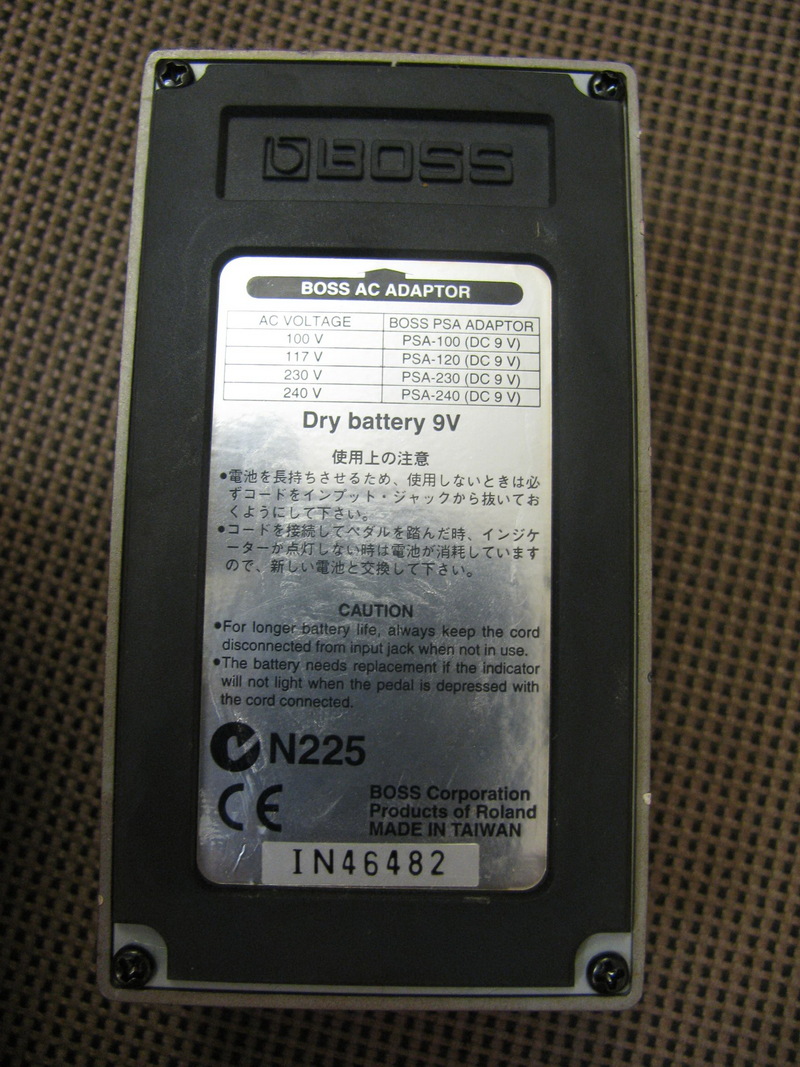 BOSS
BOSS AC ADAPTOR
AC VOLTAGE BOSS PSA ADAPTOR
100 V PSA-100 (DC 9 V)
117 V PSA-120 (DC 9 V)
230 V PSA-230 (DC 9 V)
240 V PSA-240 (DC 9 V)
Dry battery 9V
使用上の注意
●電池を長持ちさせるため、使用しないときは必
ずコードをインプット・ジャックから抜いてお
くようにして下さい。
●コードを接続してペダルを踏んだ時、インジケ
ーターが点灯しない時は電池が消耗しています
ので、新しい電池と交換して下さい。
CAUTION
●For longer battery life, always keep the cord
disconnected from input jack when not in use.
●The battery needs replacement if the indicator
will not light when the pedal is depressed with
the cord connected.
N225
CE
BOSS Corporation
Products of Roland
MADE IN TAIWAN
IN46482